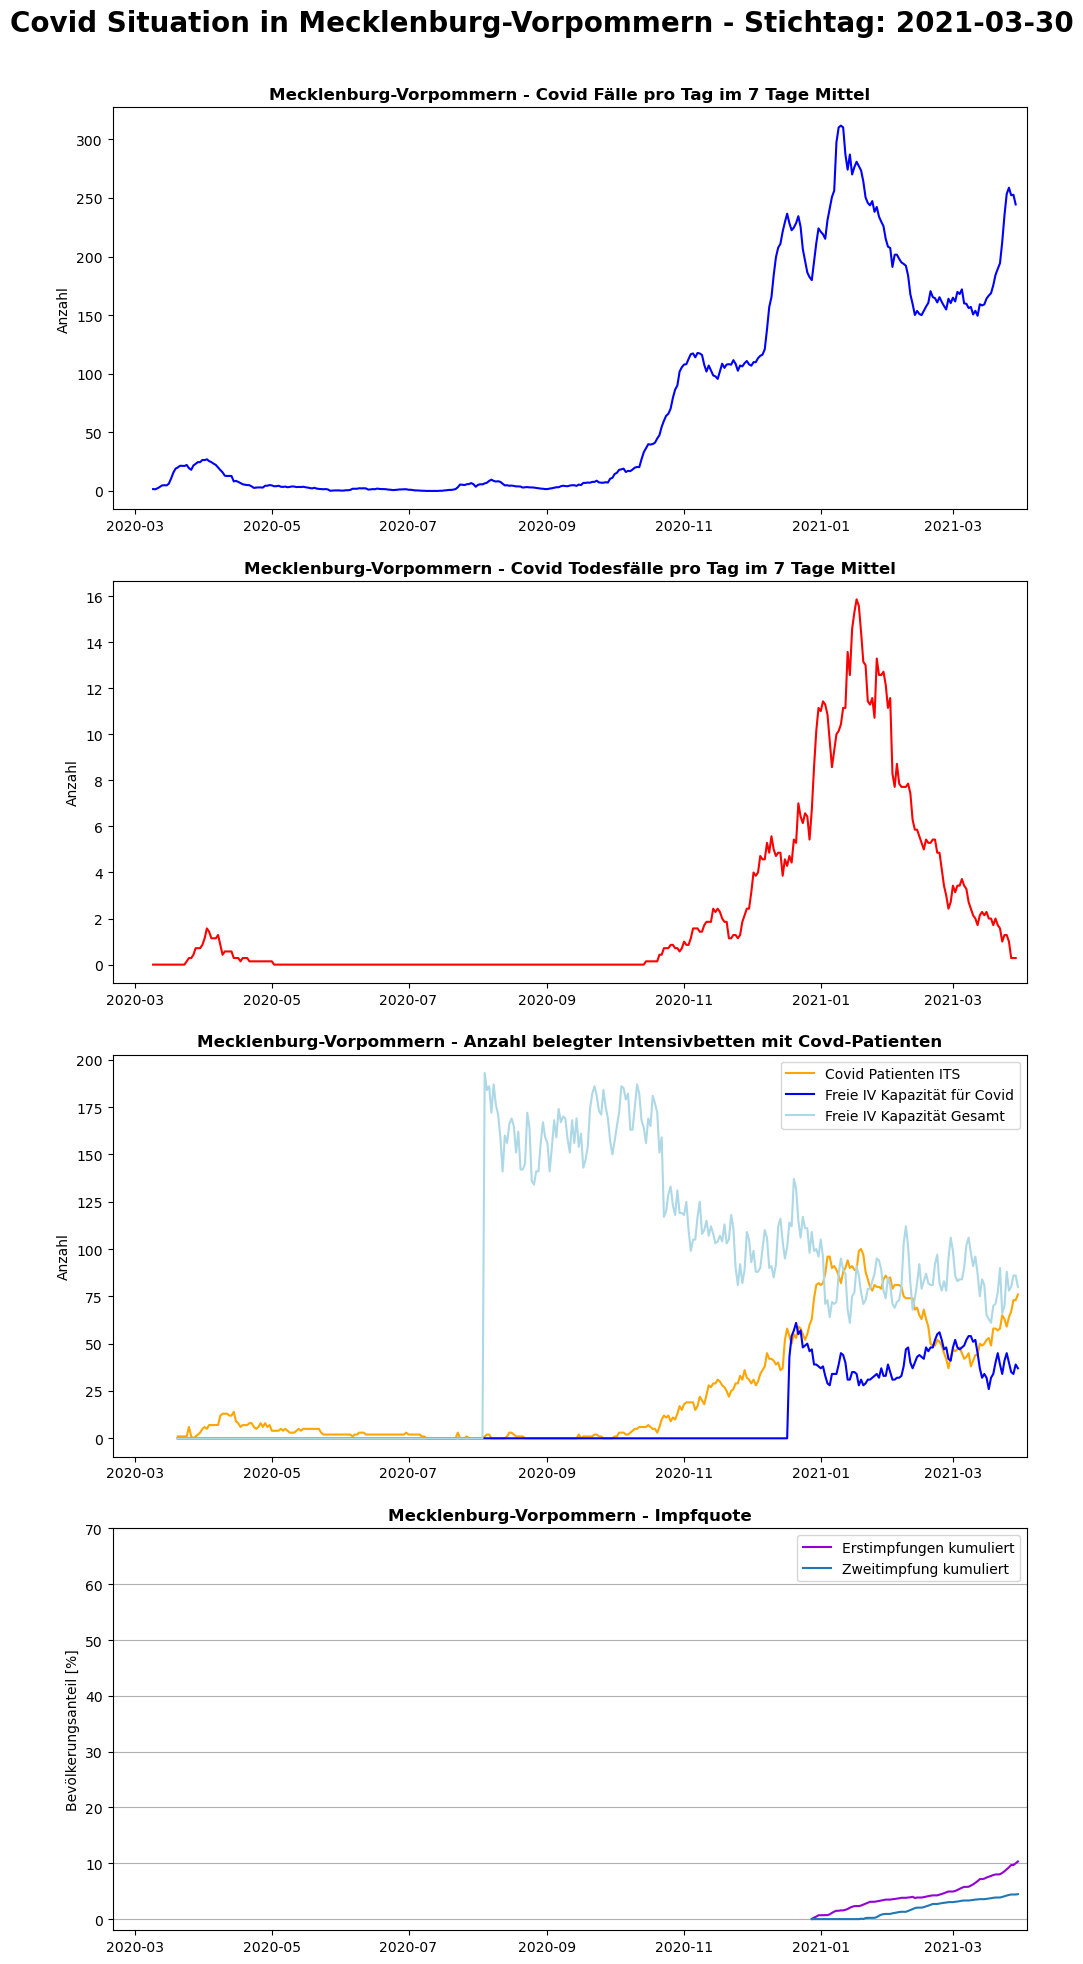 Covid Situation in Mecklenburg-Vorpommern - Stichtag: 2021-03-30
Mecklenburg-Vorpommern - Covid Fälle pro Tag im 7 Tage Mittel
300
250
200
150
100
50
0
Anzahl
2020-03 2020-05 2020-07 2020-09 2020-11 2021-01 2021-03
Mecklenburg-Vorpommern - Covid Todesfälle pro Tag im 7 Tage Mittel
16
14
12
10
8
6
4
2
0
Anzahl
2020-03 2020-05 2020-07 2020-09 2020-11 2021-01 2021-03
Mecklenburg-Vorpommern - Anzahl belegter Intensivbetten mit Covd-Patienten
Covid Patienten ITS
Freie IV Kapazität für Covid
Freie IV Kapazität Gesamt
200
175
150
125
100
75
50
25
0
Anzahl
2020-03 2020-05 2020-07 2020-09 2020-11 2021-01 2021-03
Mecklenburg-Vorpommern - Impfquote
Erstimpfungen kumuliert
Zweitimpfung kumuliert
70
60
50
40
30
20
10
0
Bevölkerungsanteil [%]
2020-03 2020-05 2020-07 2020-09 2020-11 2021-01 2021-03